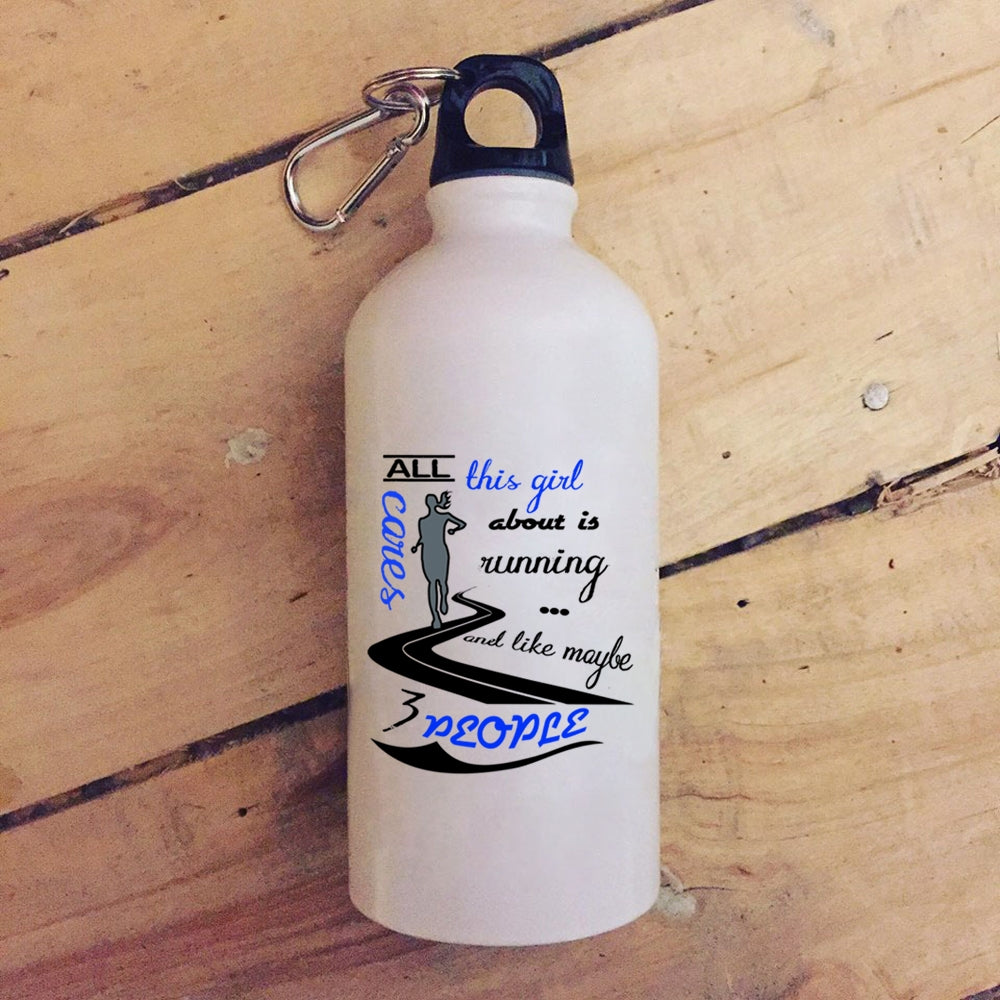 ALL this girl
cares
about is
running
...
and like maybe
3 PEOPLE